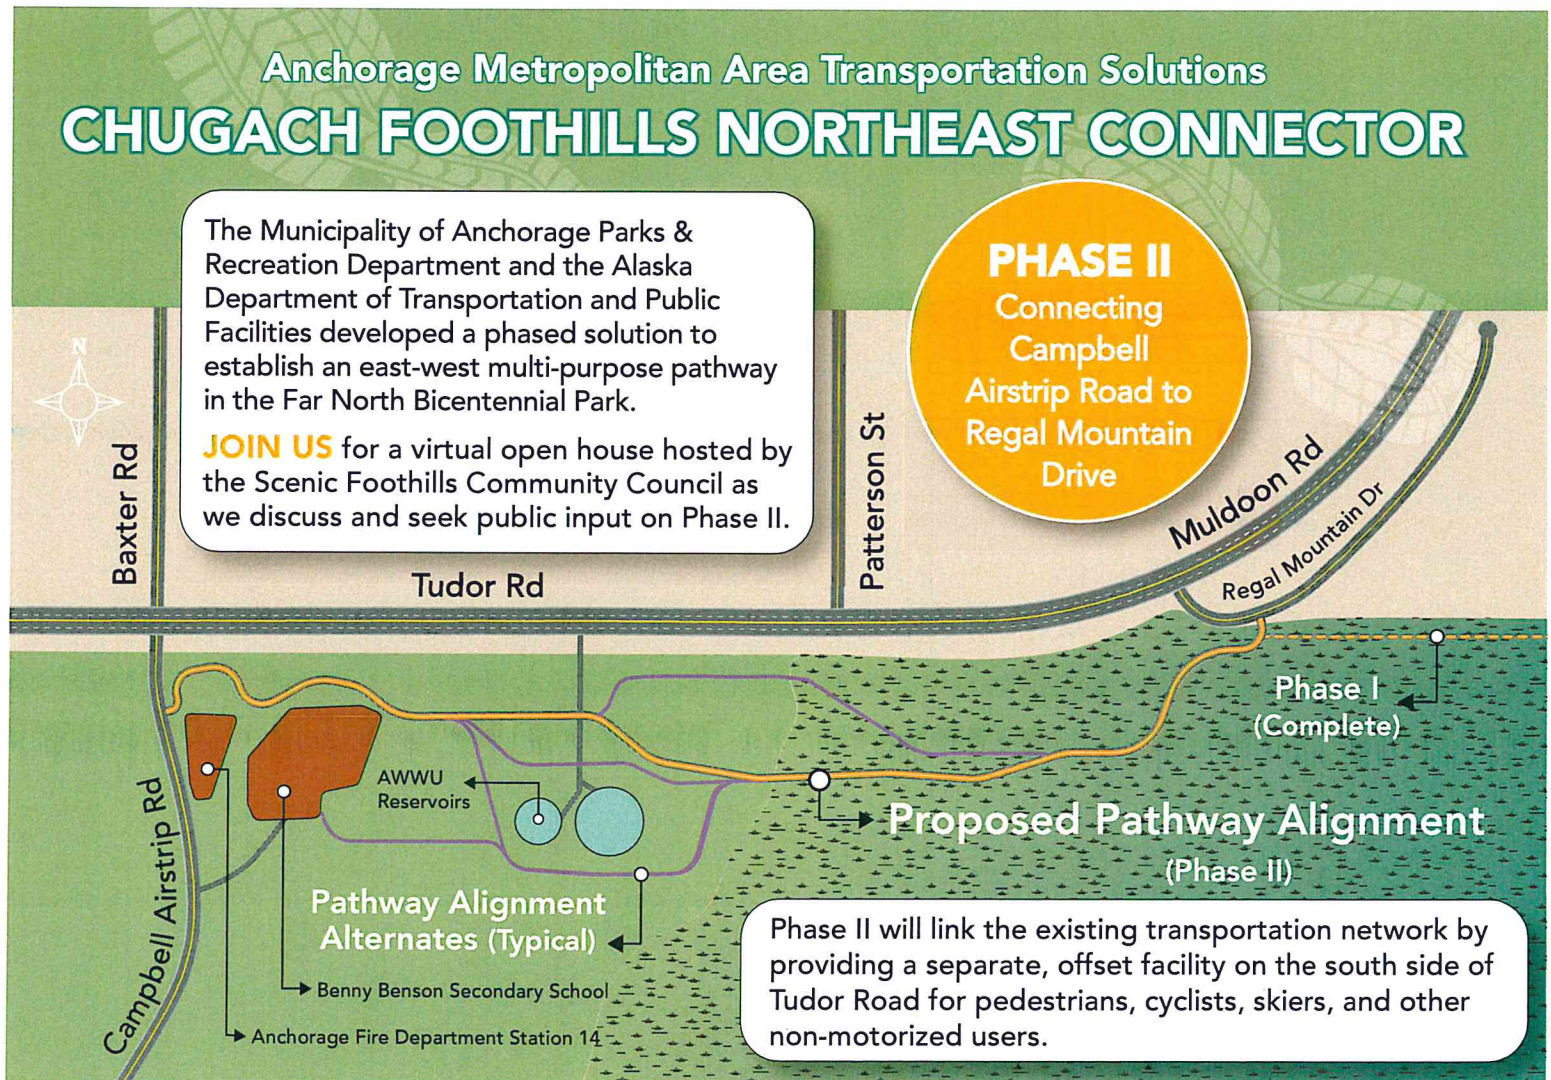 Anchorage Metropolitan Area Transportation Solutions
CHUGACH FOOTHILLS NORTHEAST CONNECTOR
The Municipality of Anchorage Parks &
Recreation Department and the Alaska
Department of Transportation and Public
Facilities developed a phased solution to
establish an east-west multi-purpose pathway
in the Far North Bicentennial Park.
JOIN US for a virtual open house hosted by
the Scenic Foothills Community Council as
we discuss and seek public input on Phase II.
PHASE II
Connecting
Campbell
Airstrip Road to
Regal Mountain
Drive
N
Baxter Rd
Tudor Rd
Patterson St
Muldoon Rd
Regal Mountain Dr
Phase I
(Complete)
AWWU
Reservoirs
Proposed Pathway Alignment
(Phase II)
Campbell Airstrip Rd
Pathway Alignment
Alternates (Typical)
Benny Benson Secondary School
Anchorage Fire Department Station 14
Phase II will link the existing transportation network by
providing a separate, offset facility on the south side of
Tudor Road for pedestrians, cyclists, skiers, and other
non-motorized users.